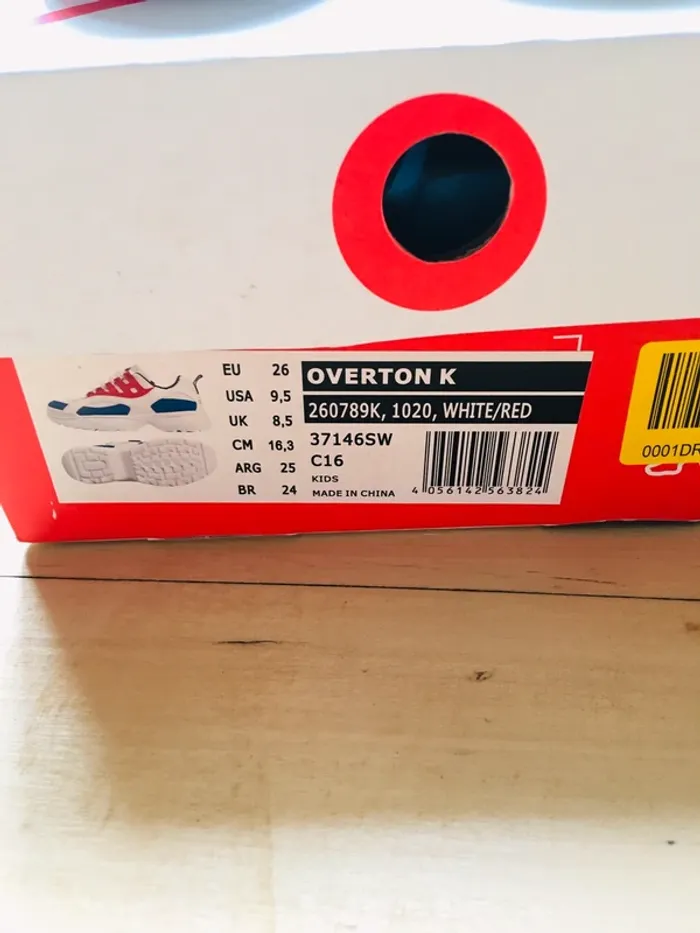 EU 26
USA 9,5
UK 8,5
CM 16,3
ARG 25
BR 24
OVERTON K
260789K, 1020, WHITE/RED
37146SW
C16
KIDS
MADE IN CHINA
4 056142 563824
0001DR